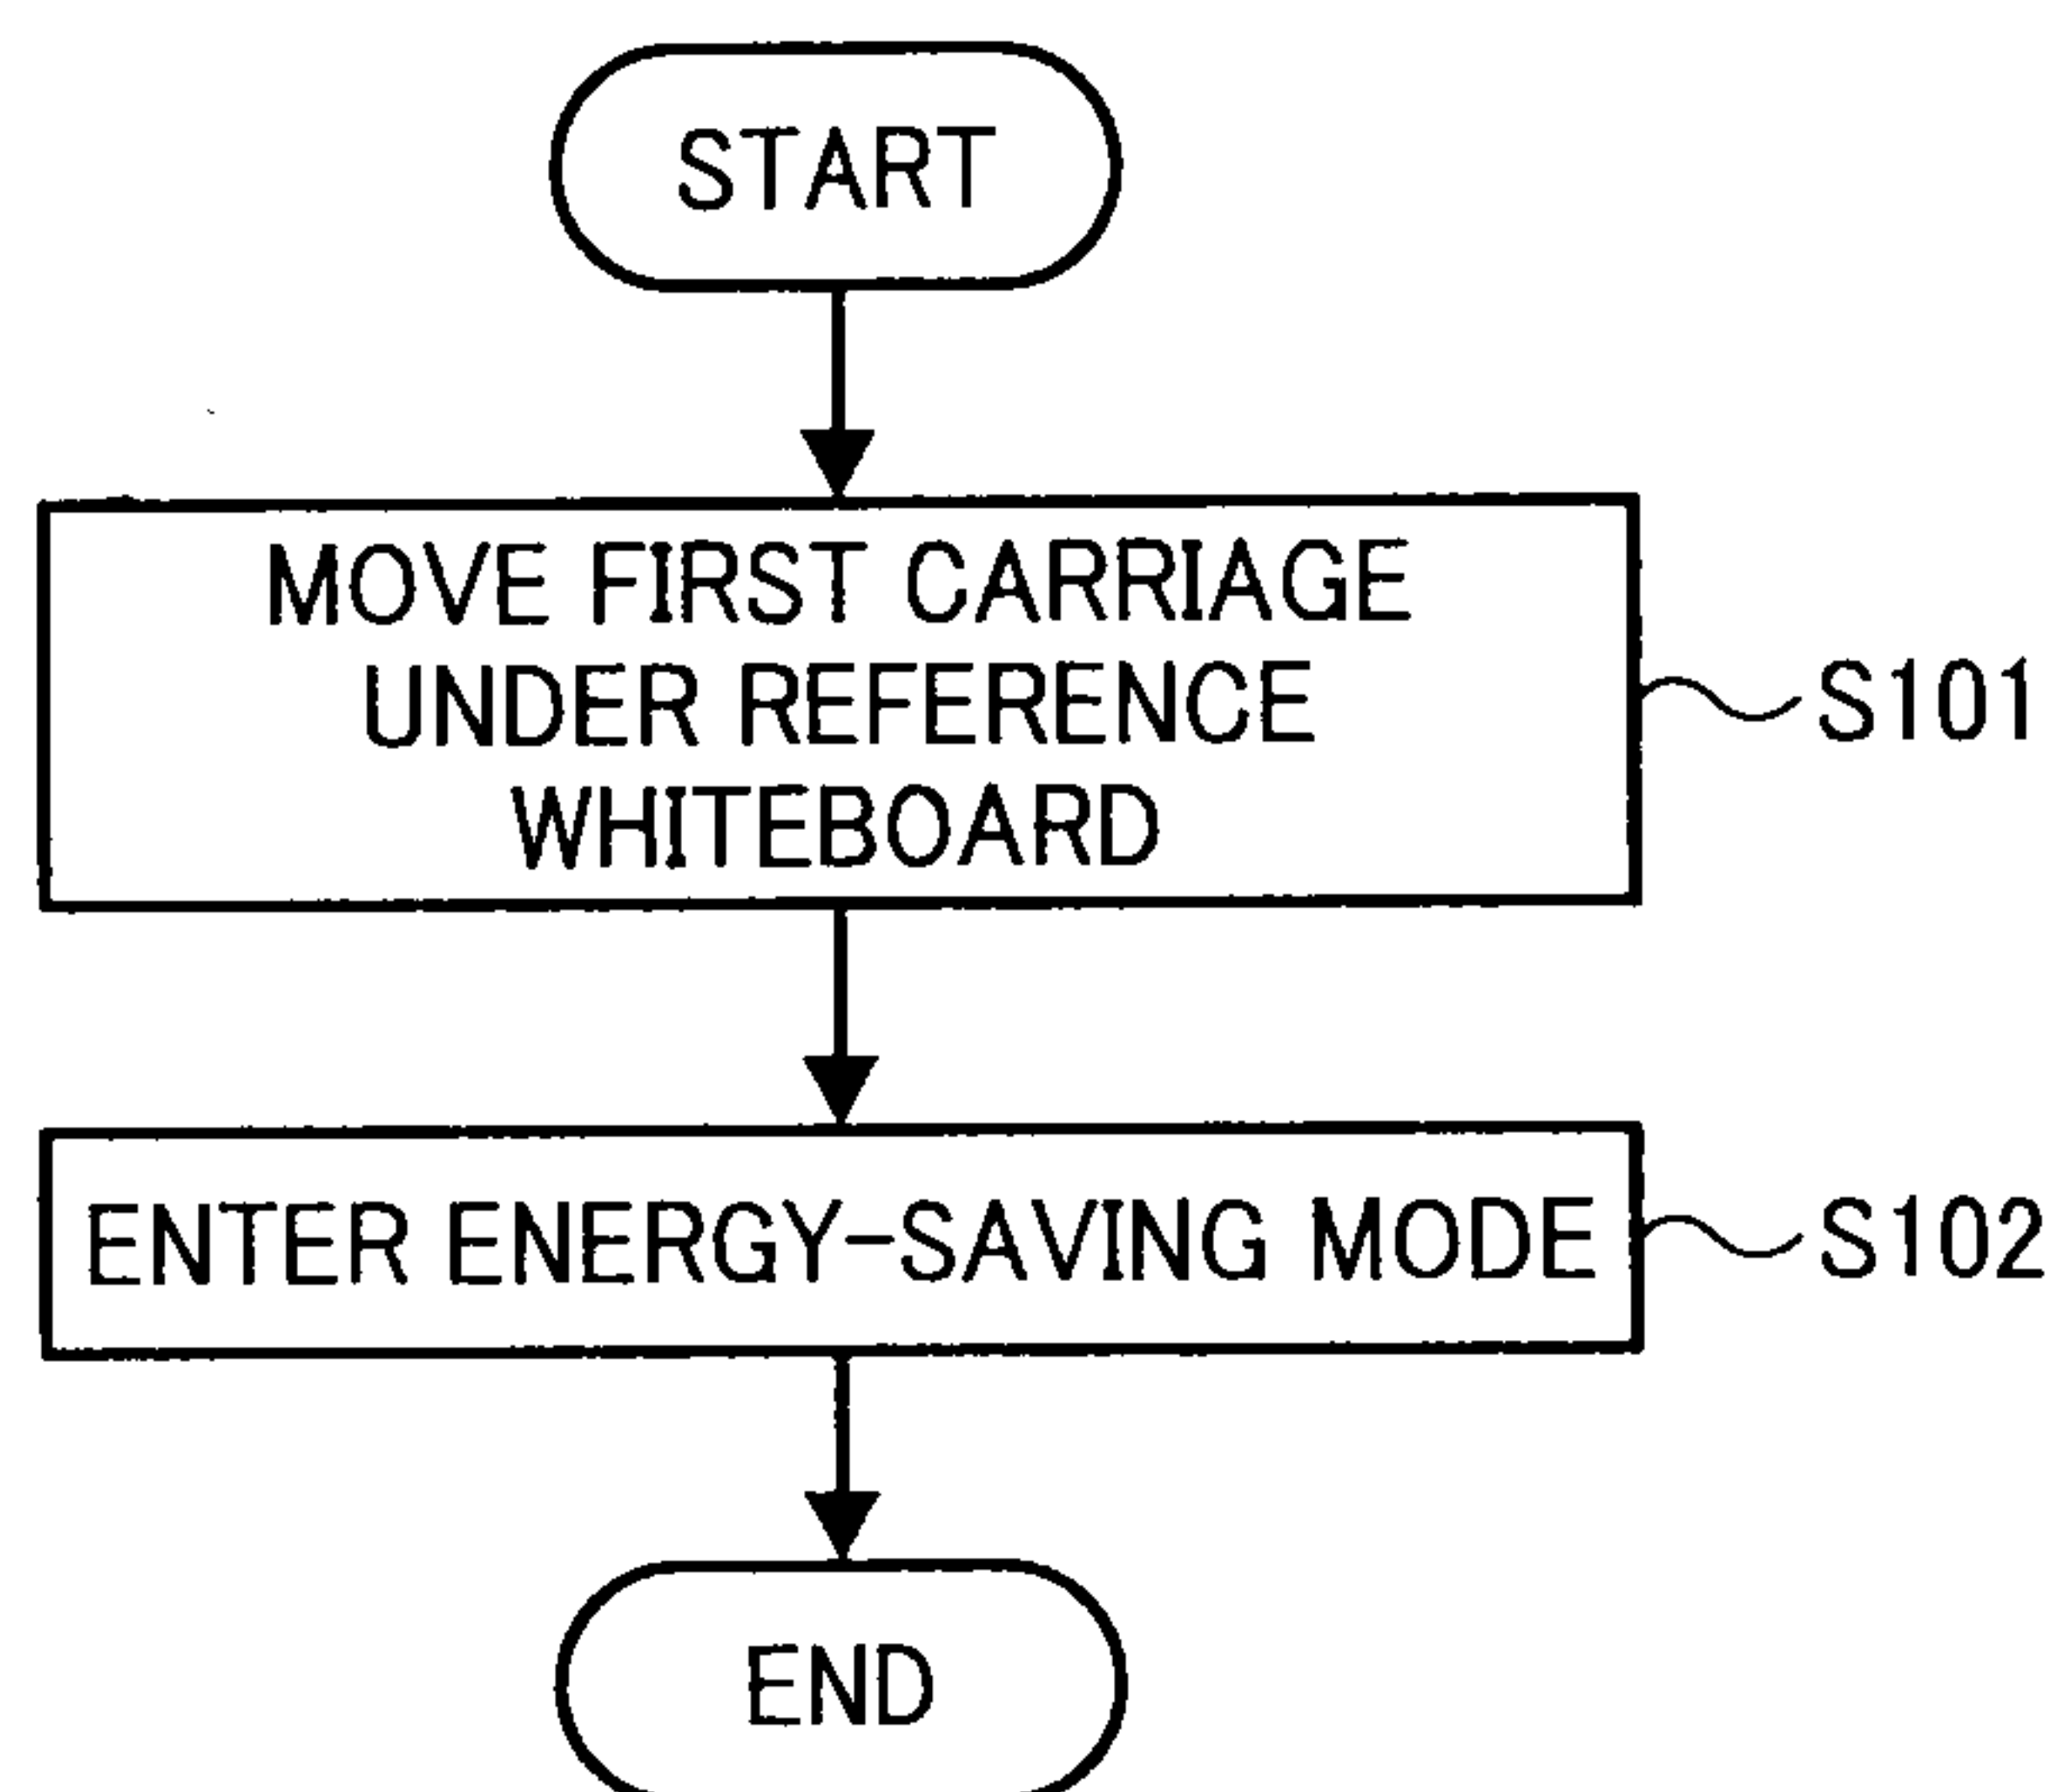 START
MOVE FIRST CARRIAGE
UNDER REFERENCE
WHITEBOARD
S101
ENTER ENERGY-SAVING MODE
S102
END